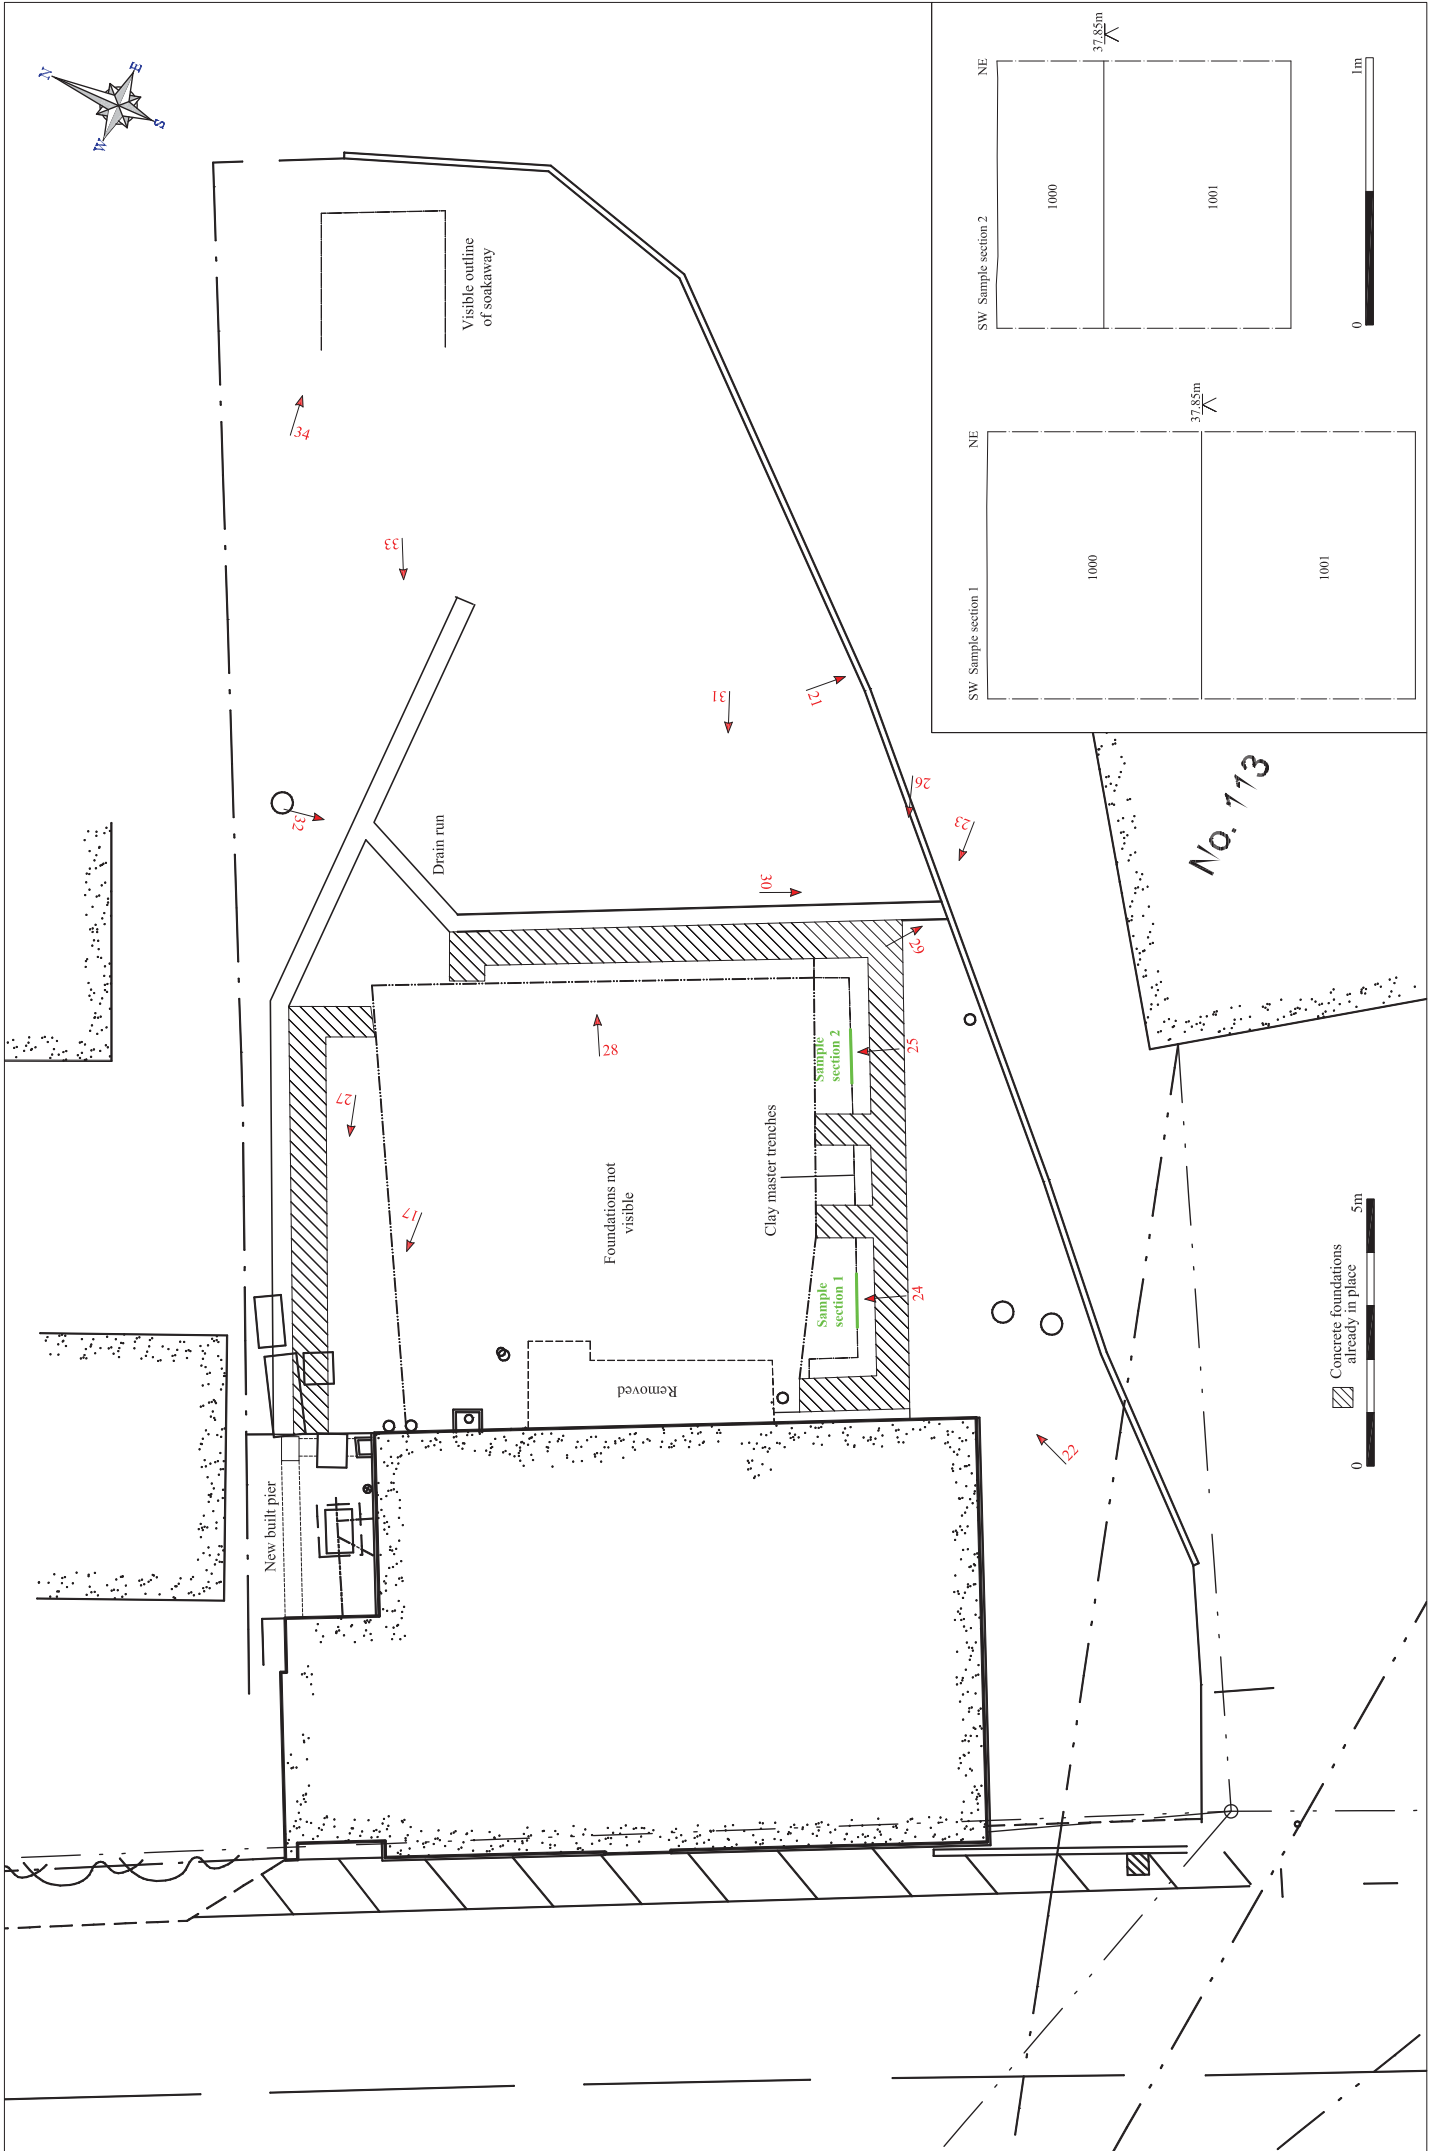 N
E
S
W
Visible outline
of soakaway
34
33
31
21
32
Drain run
26
23
30
29
28
25
27
17
Sample
section 2
Clay master trenches
Foundations not
visible
Sample
section 1
24
Removed
22
New built pier
No. 113
Concrete foundations
already in place
0
5m
SW Sample section 1
NE
37.85m
1000
1001
SW Sample section 2
NE
37.85m
1000
1001
0
1m